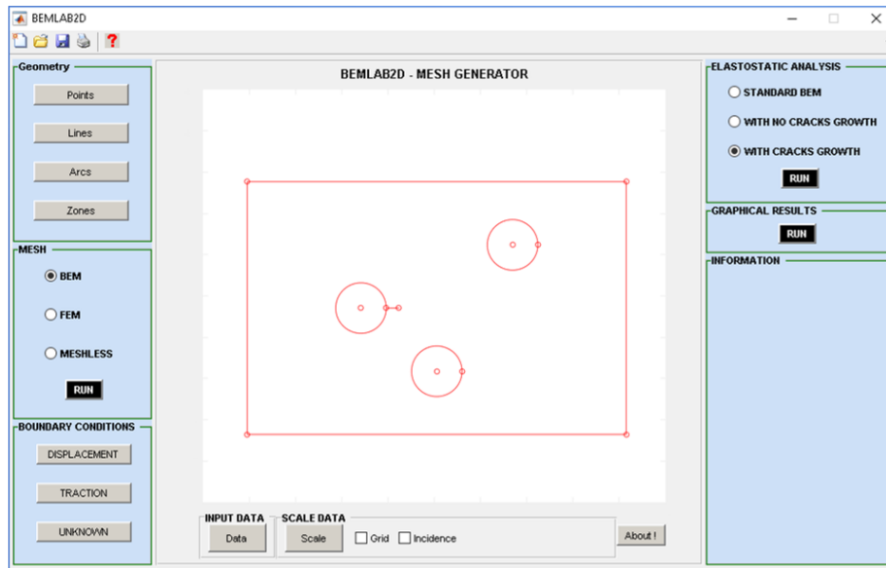 BEMLAB2D
Geometry
Points
Lines
Arcs
Zones
MESH
BEM
FEM
MESHLESS
RUN
BOUNDARY CONDITIONS
DISPLACEMENT
TRACTION
UNKNOWN
BEMLAB2D - MESH GENERATOR
INPUT DATA
Data
SCALE DATA
Scale
Grid
Incidence
About !
ELASTOSTATIC ANALYSIS
STANDARD BEM
WITH NO CRACKS GROWTH
WITH CRACKS GROWTH
RUN
GRAPHICAL RESULTS
RUN
INFORMATION